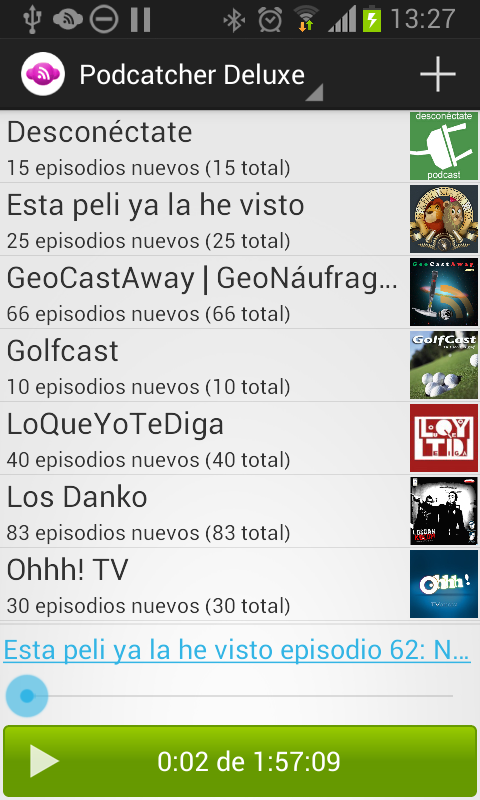 13:27
Podcatcher Deluxe
Desconéctate
desconéctate
podcast
15 episodios nuevos (15 total)
Esta peli ya la he visto
25 episodios nuevos (25 total)
GeoCastAway | GeoNáufrag...
GeoCastAway
66 episodios nuevos (66 total)
Golfcast
GolfCast
10 episodios nuevos (10 total)
LoQueYoTeDiga
40 episodios nuevos (40 total)
Los Danko
83 episodios nuevos (83 total)
Ohhh! TV
Ohhh!
30 episodios nuevos (30 total)
Esta peli ya la he visto episodio 62: N...
0:02 de 1:57:09